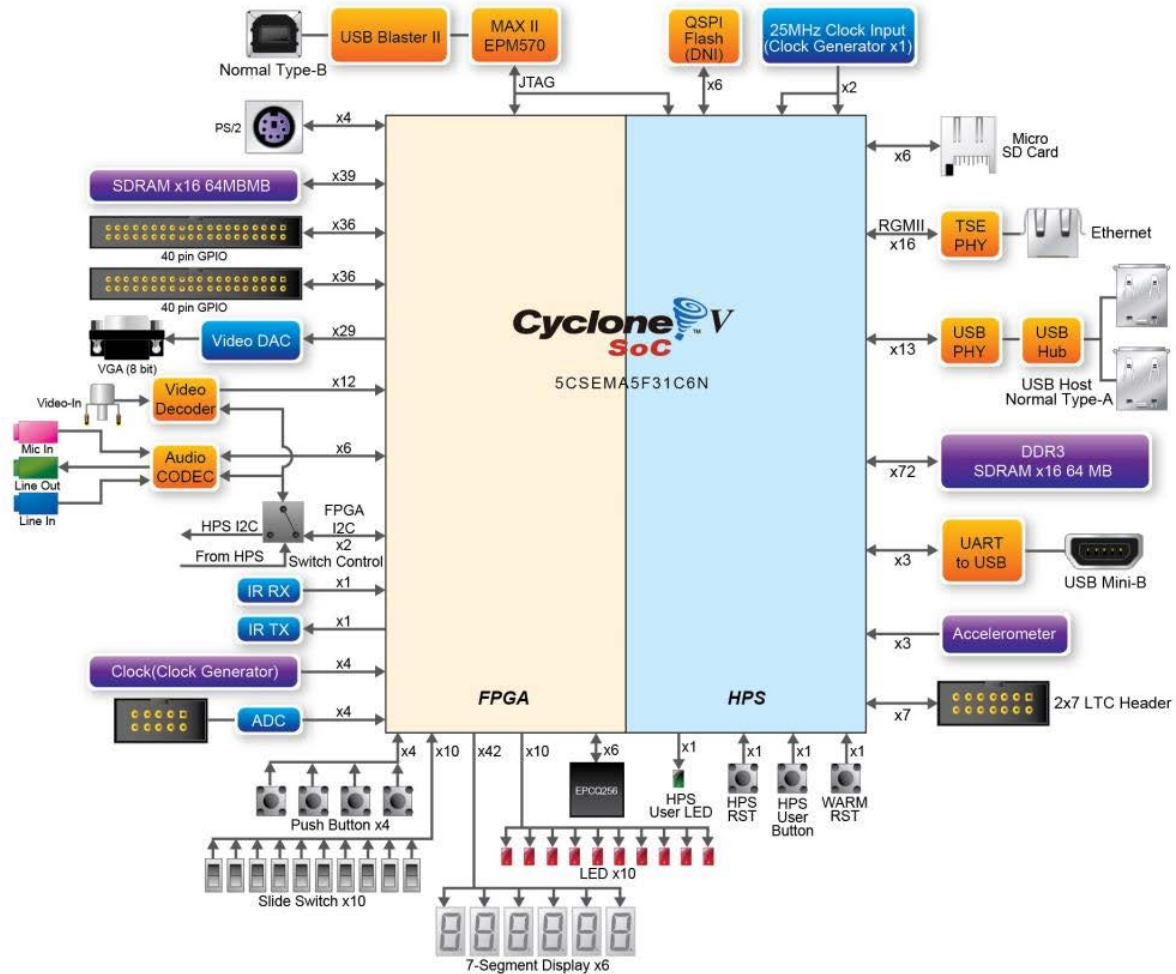 Normal Type-B
USB Blaster II
MAX II
EPM570
JTAG
QSPI
Flash
(DNI)
x6
25MHz Clock Input
(Clock Generator x1)
x2
PS/2
x4
SDRAM x16 64MBMB
x39
40 pin GPIO
x36
40 pin GPIO
x36
VGA (8 bit)
Video DAC
x29
Video-In
Video
Decoder
x12
Mic In
Line Out
Line In
Audio
CODEC
x6
HPS I2C
From HPS
FPGA
I2C
x2
Switch Control
IR RX
x1
IR TX
x1
Clock(Clock Generator)
x4
ADC
x4
Cyclone V
TM
SoC
5CSEMA5F31C6N
FPGA
HPS
x6
Micro
SD Card
RGMII
x16
TSE
PHY
Ethernet
x13
USB
PHY
USB
Hub
USB Host
Normal Type-A
x72
DDR3
SDRAM x16 64 MB
x3
UART
to USB
USB Mini-B
x3
Accelerometer
x7
2x7 LTC Header
x4
x10
x42
x10
x6
x1
x1
x1
x1
Push Button x4
Slide Switch x10
7-Segment Display x6
LED x10
EPCQ256
HPS
User LED
HPS
RST
HPS
User
Button
WARM
RST